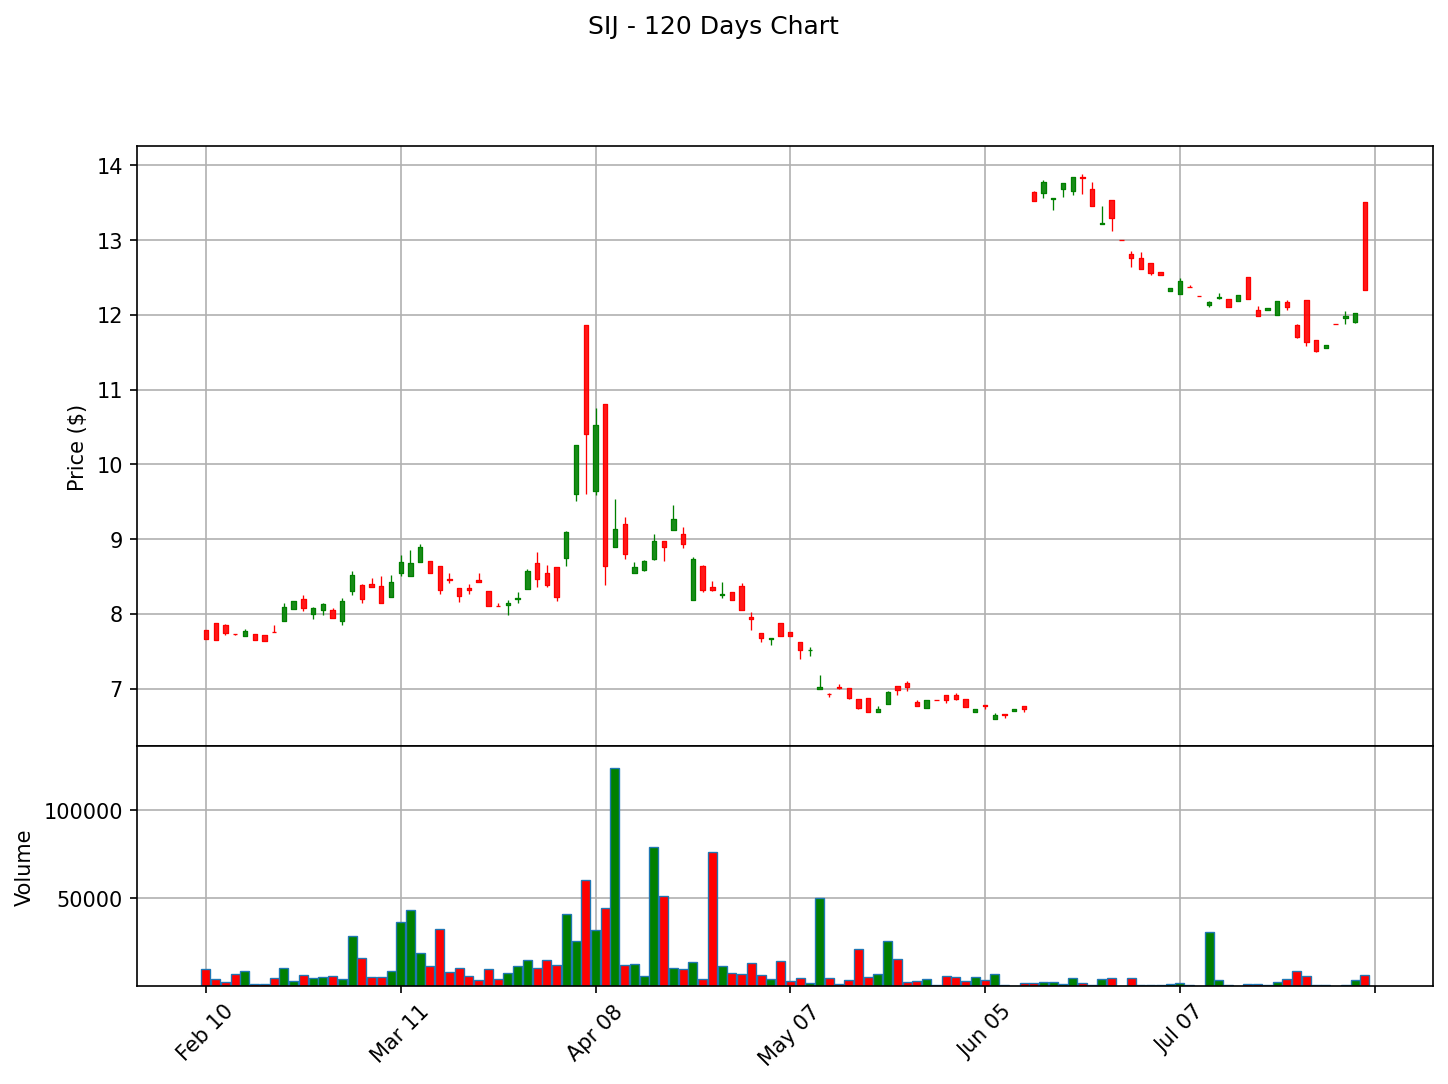 SIJ - 120 Days Chart
14
13
12
11
10
9
8
7
Price ($)
100000
50000
Volume
Feb 10
Mar 11
Apr 08
May 07
Jun 05
Jul 07